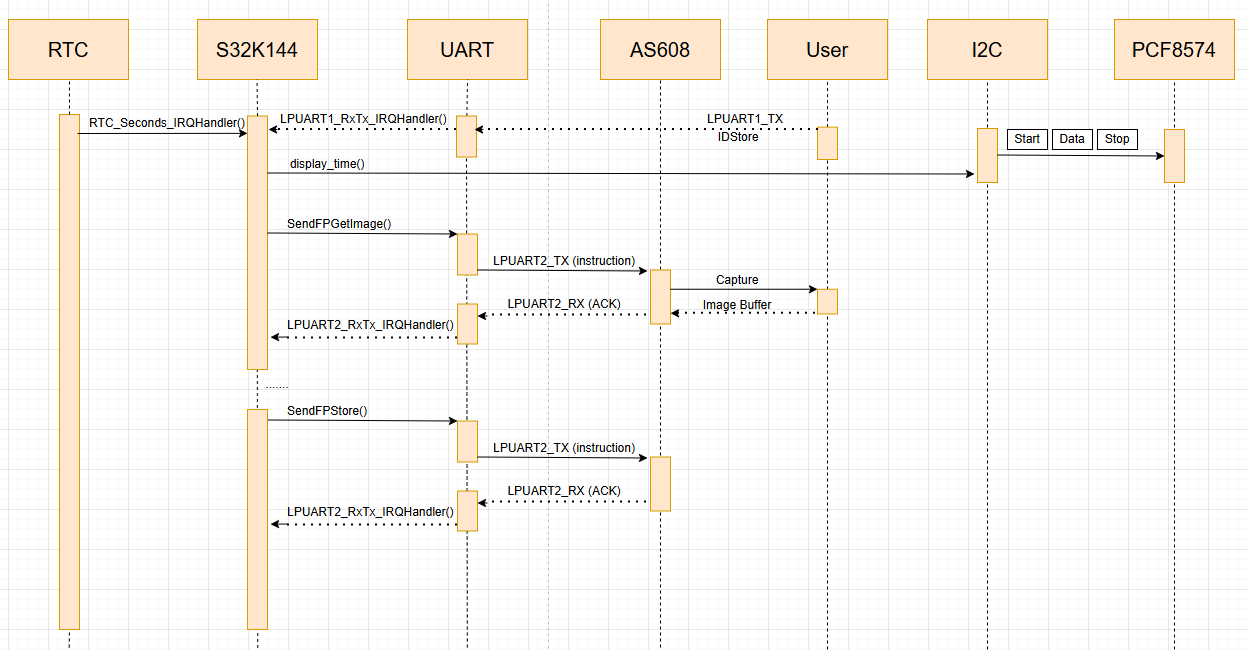 RTC
S32K144
UART
AS608
User
I2C
PCF8574
RTC_Seconds_IRQHandler()
LPUART1_RxTx_IRQHandler()
LPUART1_TX
IDStore
Start
Data
Stop
display_time()
SendFPGetImage()
LPUART2_TX (instruction)
Capture
Image Buffer
LPUART2_RX (ACK)
LPUART2_RxTx_IRQHandler()
.......
SendFPStore()
LPUART2_TX (instruction)
LPUART2_RX (ACK)
LPUART2_RxTx_IRQHandler()